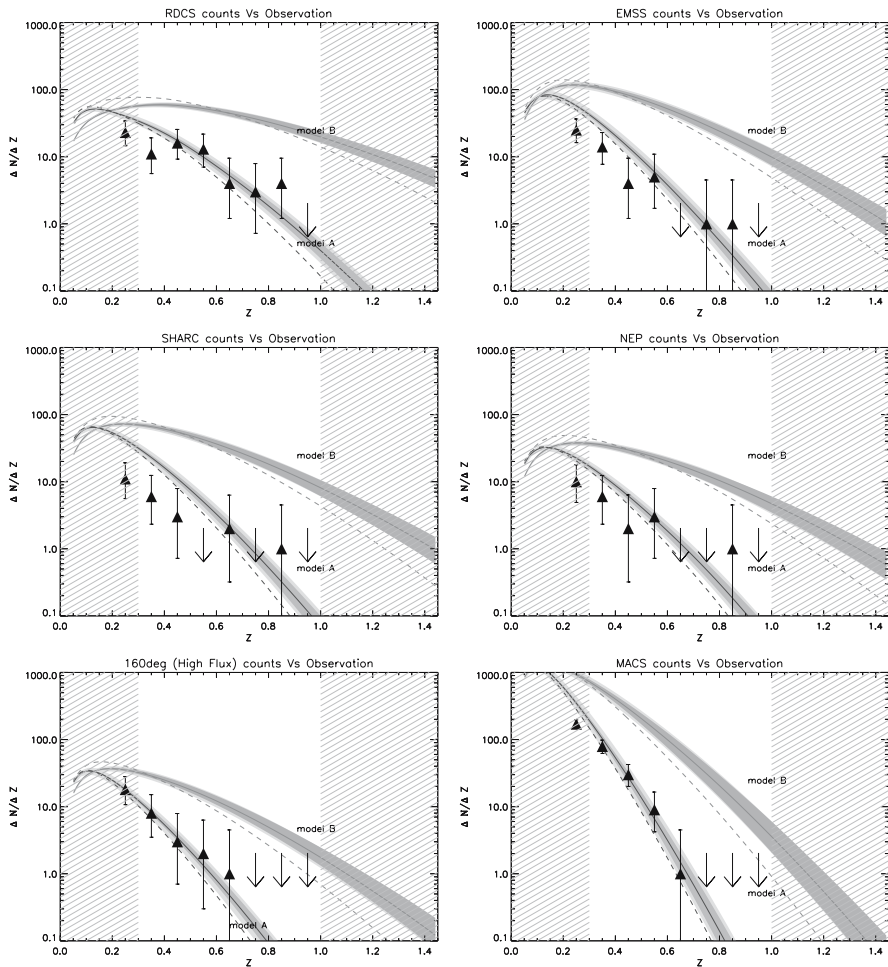 RDCS counts Vs Observation
1000.0
100.0
10.0
1.0
0.1
Δ N/Δ Z
model B
model A
0.0 0.2 0.4 0.6 0.8 1.0 1.2 1.4
Z
EMSS counts Vs Observation
1000.0
100.0
10.0
1.0
0.1
Δ N/Δ Z
model B
model A
0.0 0.2 0.4 0.6 0.8 1.0 1.2 1.4
Z
SHARC counts Vs Observation
1000.0
100.0
10.0
1.0
0.1
Δ N/Δ Z
model B
model A
0.0 0.2 0.4 0.6 0.8 1.0 1.2 1.4
Z
NEP counts Vs Observation
1000.0
100.0
10.0
1.0
0.1
Δ N/Δ Z
model B
model A
0.0 0.2 0.4 0.6 0.8 1.0 1.2 1.4
Z
160deg (High Flux) counts Vs Observation
1000.0
100.0
10.0
1.0
0.1
Δ N/Δ Z
model B
model A
0.0 0.2 0.4 0.6 0.8 1.0 1.2 1.4
Z
MACS counts Vs Observation
1000.0
100.0
10.0
1.0
0.1
Δ N/Δ Z
model B
model A
0.0 0.2 0.4 0.6 0.8 1.0 1.2 1.4
Z